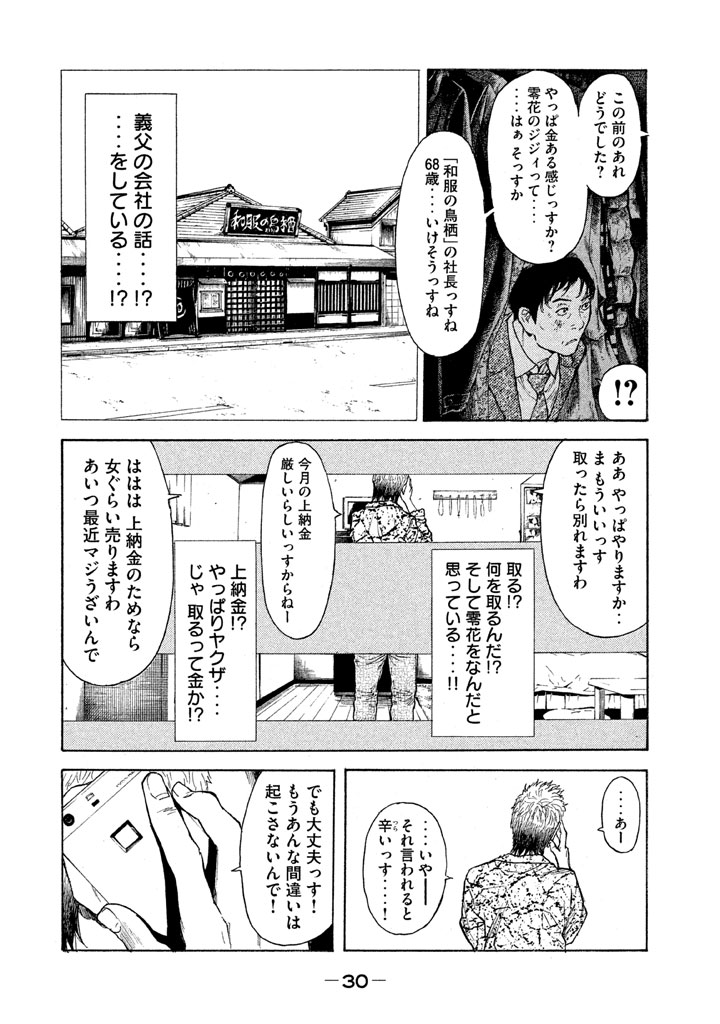 この前のあれ
どうでした？
やっぱ金ある感じっすか？
零花のジジィって‥‥
‥‥はぁ そっすか
「和服の鳥栖」の社長っすね
68歳‥‥いけそうっすね
!?
義父の会社の話‥‥!?
‥‥をしている‥‥!?
和服の鳥栖
ああ やっぱやりますか‥
ま もういいっす
取ったら別れますわ
取る!?
何を取るんだ!?
そして零花をなんだと
思っている‥‥!!
今月の上納金
厳しいらしいっすからねー
上納金!?
やっぱりヤクザ‥‥
じゃ 取るって金か!?
ははは 上納金のためなら
女ぐらい売りますわ
あいつ最近マジうざいんで
‥‥あー
‥‥いや──
それ言われると
辛いっす‥‥！
つら
でも大丈夫っす！
もうあんな間違いは
起こさないんで！
—30—